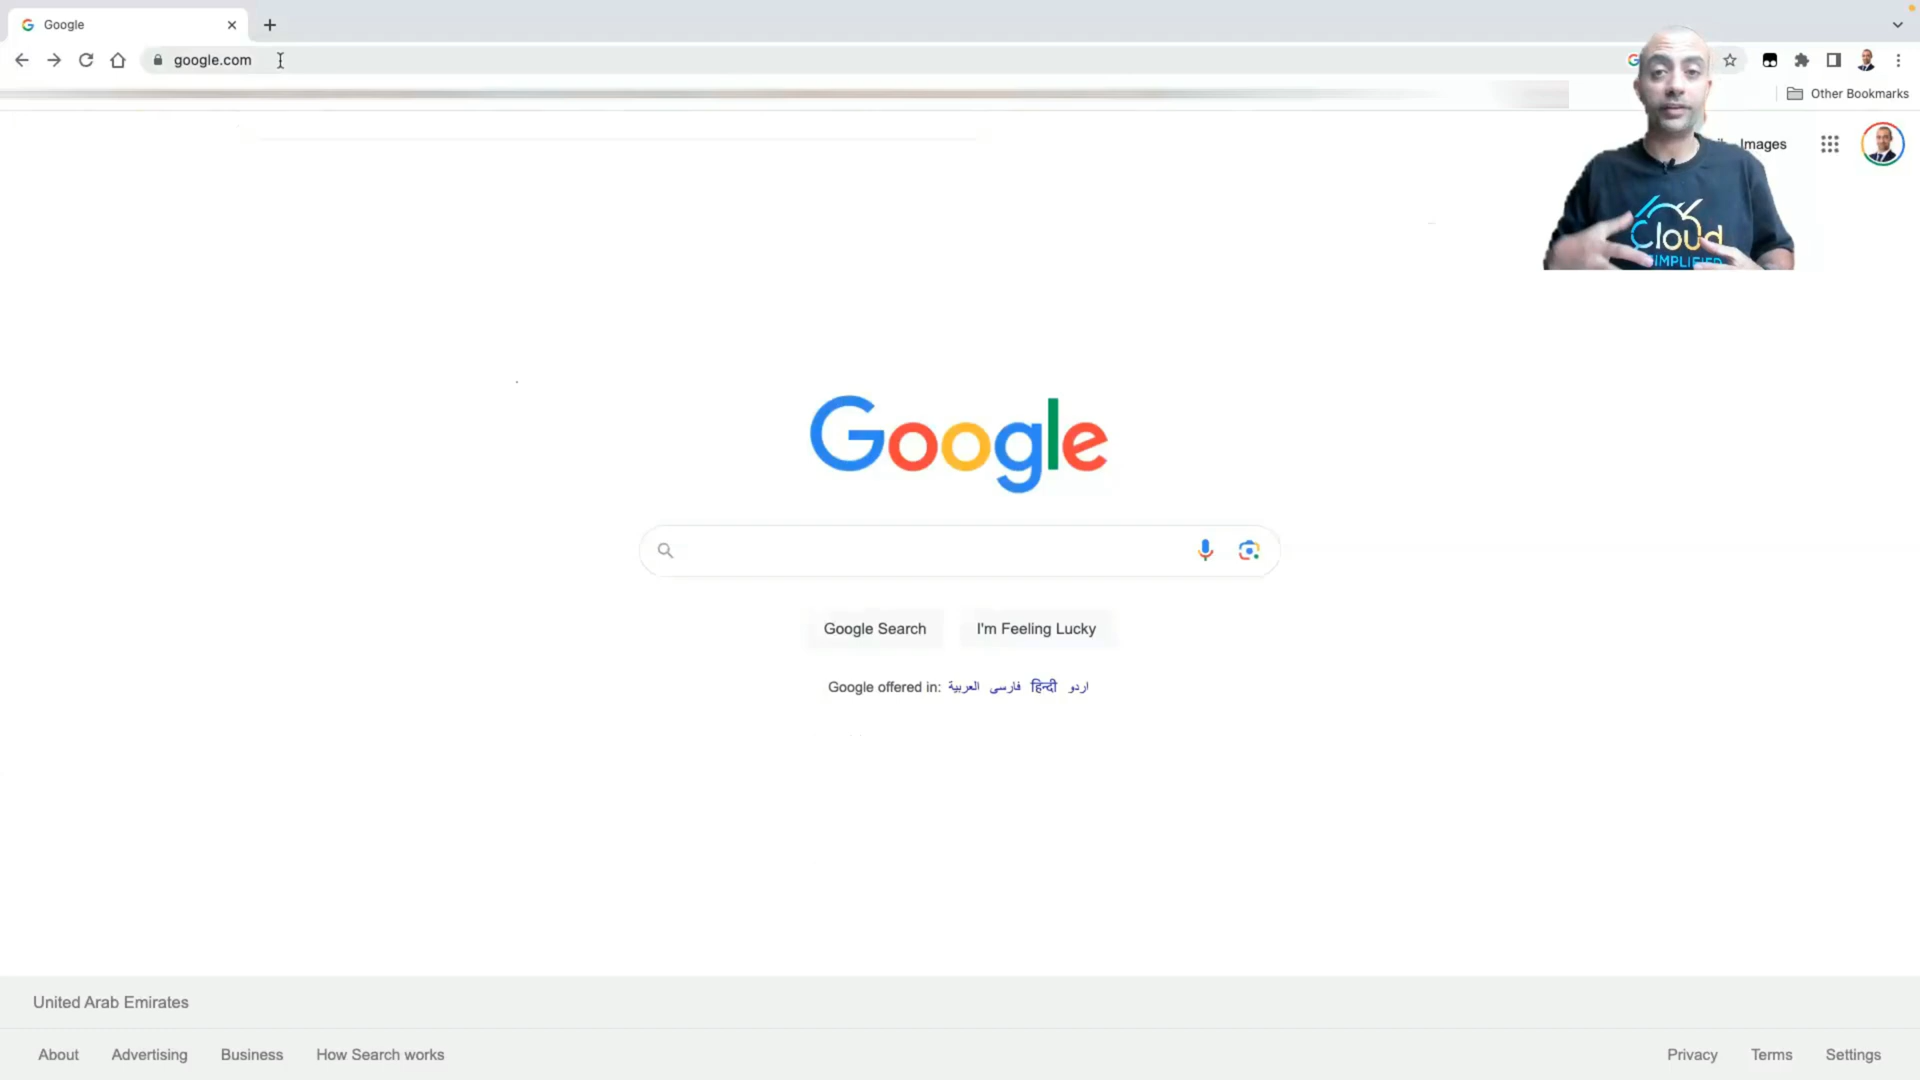 Google
google.com
Other Bookmarks
Images
Cloud
SIMPLIFIED
Google
Google Search
I'm Feeling Lucky
Google offered in: العربية فارسی हिन्दी اردو
United Arab Emirates
About Advertising Business How Search works
Privacy Terms Settings